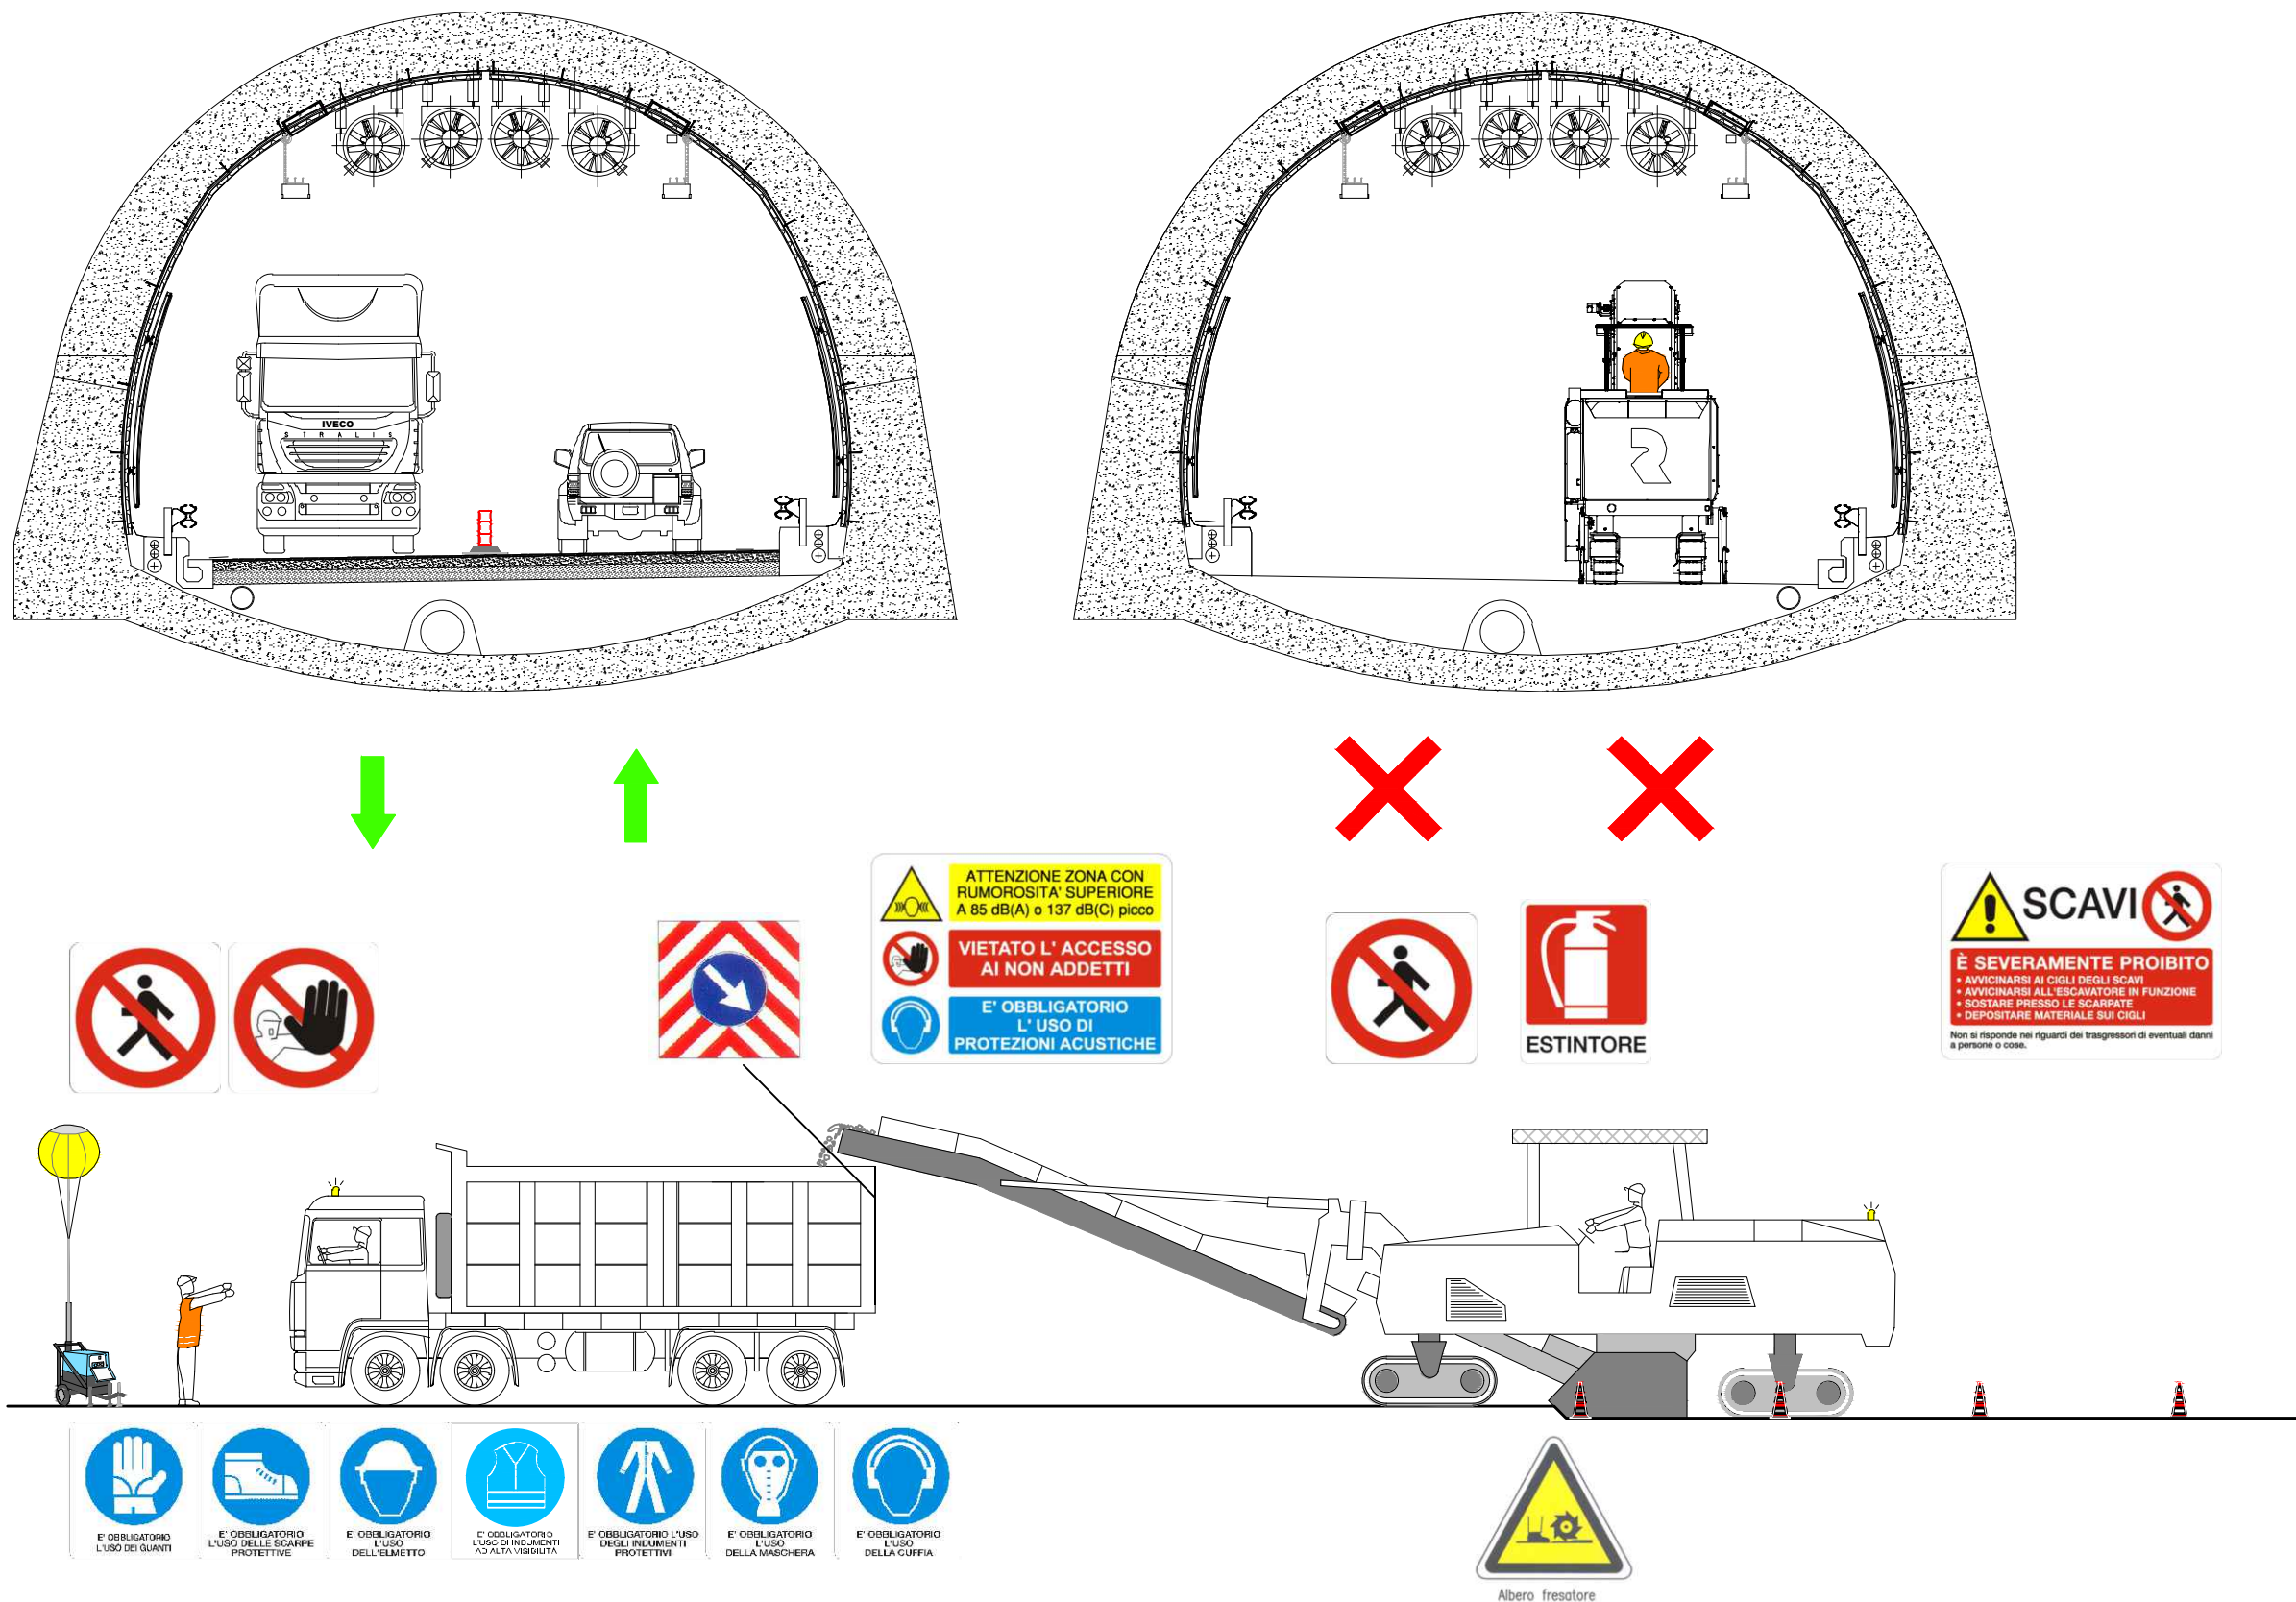 IVECO
STRALIS
R
ATTENZIONE ZONA CON
RUMOROSITA' SUPERIORE
A 85 dB(A) o 137 dB(C) picco
VIETATO L' ACCESSO
AI NON ADDETTI
E' OBBLIGATORIO
L' USO DI
PROTEZIONI ACUSTICHE
ESTINTORE
SCAVI
È SEVERAMENTE PROIBITO
• AVVICINARSI AI CIGLI DEGLI SCAVI
• AVVICINARSI ALL'ESCAVATORE IN FUNZIONE
• SOSTARE PRESSO LE SCARPATE
• DEPOSITARE MATERIALE SUI CIGLI
Non si risponde nei riguardi dei trasgressori di eventuali danni
a persone o cose.
E' OBBLIGATORIO
L'USO DEI GUANTI
E' OBBLIGATORIO
L'USO DELLE SCARPE
PROTETTIVE
E' OBBLIGATORIO
L'USO
DELL'ELMETTO
E' OBBLIGATORIO
L'USO DI INDUMENTI
AD ALTA VISIBILITÀ
E' OBBLIGATORIO L'USO
DEGLI INDUMENTI
PROTETTIVI
E' OBBLIGATORIO
L'USO
DELLA MASCHERA
E' OBBLIGATORIO
L'USO
DELLA CUFFIA
Albero fresatore